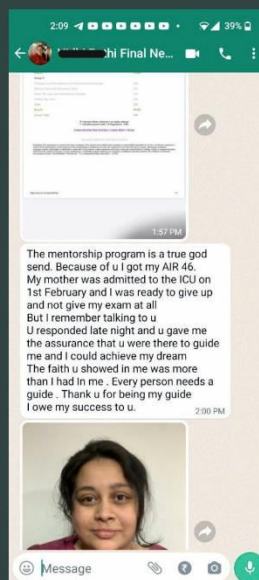 2:09
39%
thi Final Ne...
1:57 PM
The mentorship program is a true god
send. Because of u I got my AIR 46.
My mother was admitted to the ICU on
1st February and I was ready to give up
and not give my exam at all
But I remember talking to u
U responded late night and u gave me
the assurance that u were there to guide
me and I could achieve my dream
The faith u showed in me was more
than I had In me . Every person needs a
guide . Thank u for being my guide
I owe my success to u.
2:00 PM
Message